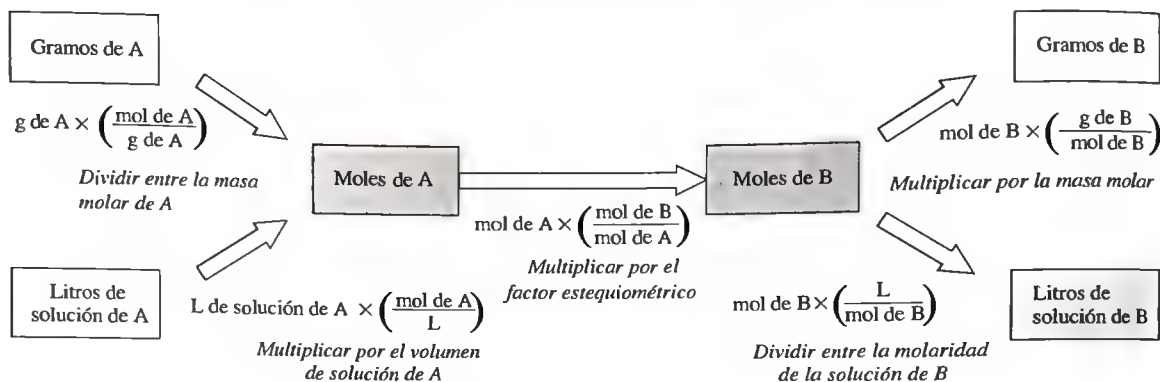 Gramos de A
Gramos de B
g de A × (mol de A / g de A)
mol de B × (g de B / mol de B)
Dividir entre la masa
molar de A
Moles de A
Moles de B
Multiplicar por la masa molar
mol de A × (mol de B / mol de A)
Multiplicar por el
factor estequiométrico
Litros de
solución de A
L de solución de A × (mol de A / L)
Multiplicar por el volumen
de solución de A
mol de B × (L / mol de B)
Dividir entre la molaridad
de la solución de B
Litros de
solución de B